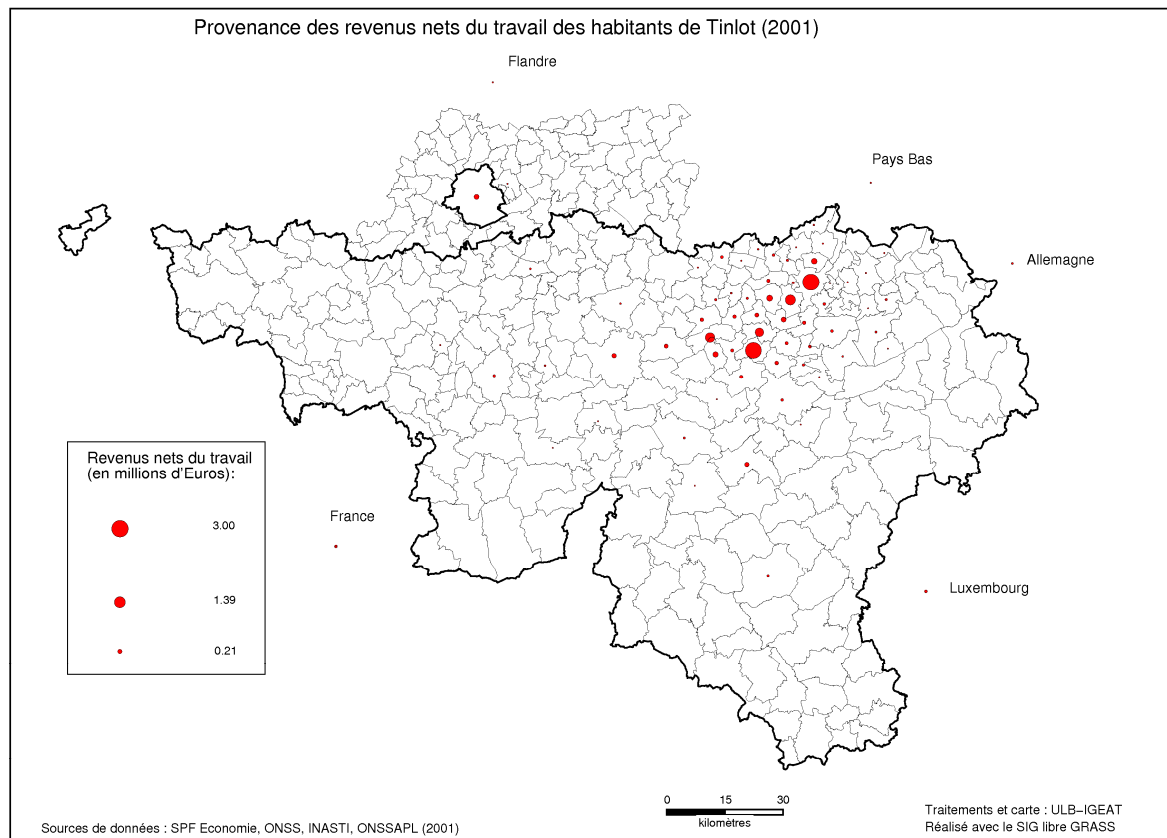 Provenance des revenus nets du travail des habitants de Tinlot (2001)
Flandre
Pays Bas
Allemagne
Revenus nets du travail
(en millions d'Euros):
3.00
1.39
0.21
France
Luxembourg
0 15 30
kilomètres
Sources de données : SPF Economie, ONSS, INASTI, ONSSAPL (2001)
Traitements et carte : ULB–IGEAT
Réalisé avec le SIG libre GRASS